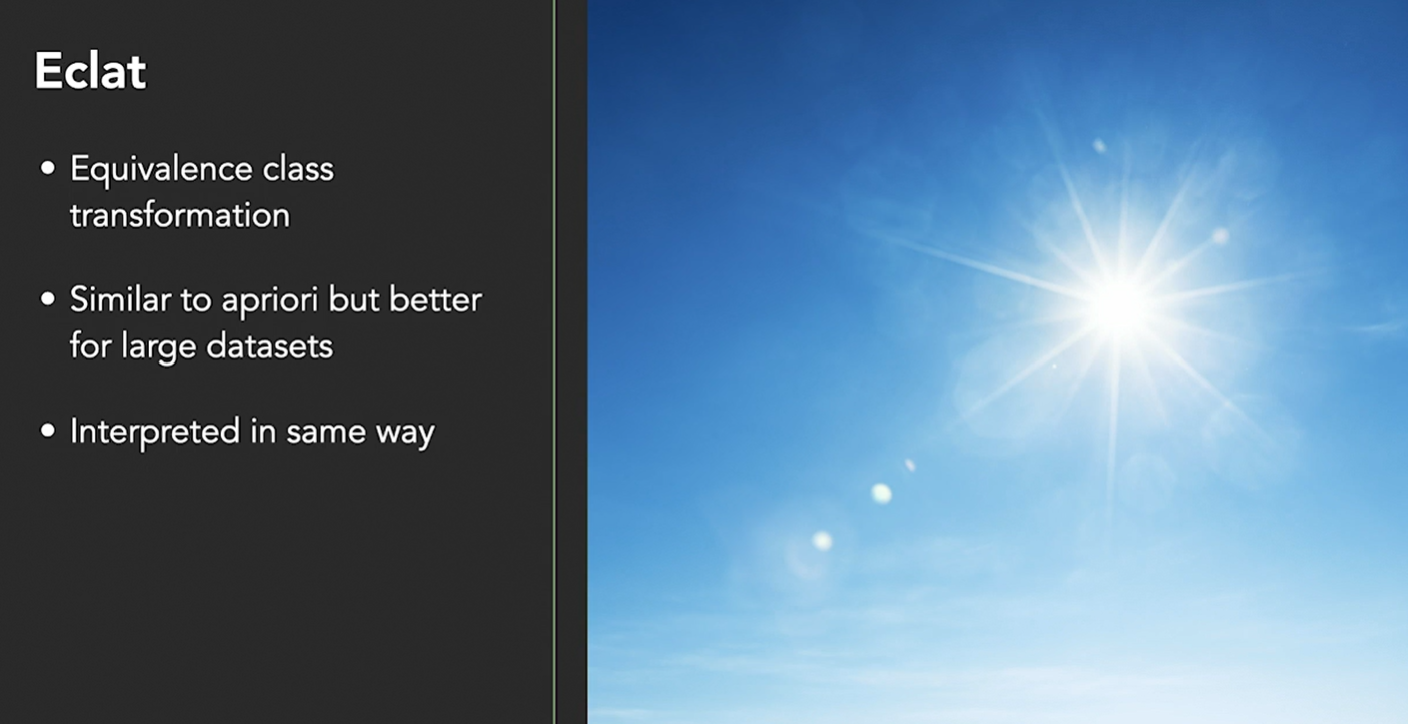 Eclat
• Equivalence class
transformation
• Similar to apriori but better
for large datasets
• Interpreted in same way